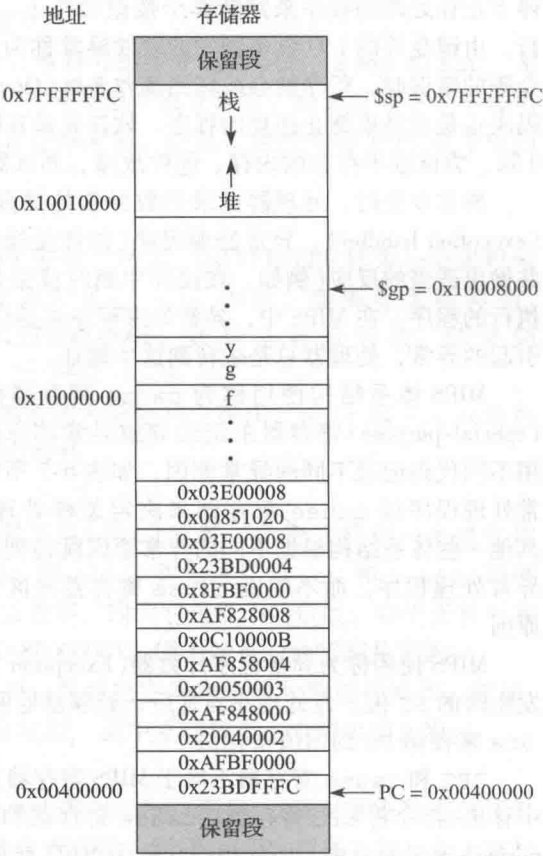 地址 存储器
保留段
0x7FFFFFFC 栈 $sp = 0x7FFFFFFC
0x10010000 堆
$gp = 0x10008000
y
g
0x10000000 f
0x03E00008
0x00851020
0x03E00008
0x23BD0004
0x8FBF0000
0xAF828008
0x0C10000B
0xAF858004
0x20050003
0xAF848000
0x20040002
0xAFBF0000
0x00400000 0x23BDFFFC PC = 0x00400000
保留段